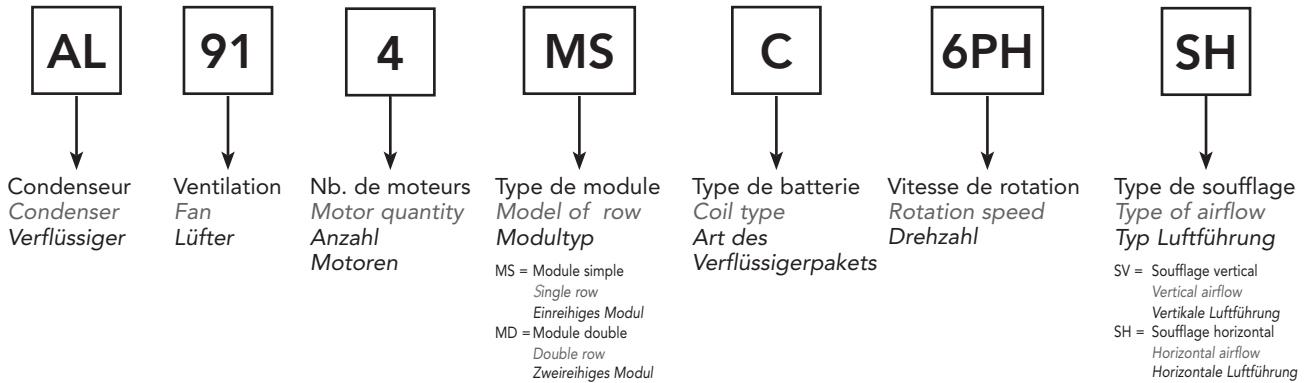 AL 91 4 MS C 6PH SH
Condenseur
Condenser
Verflüssiger
Ventilation
Fan
Lüfter
Nb. de moteurs
Motor quantity
Anzahl
Motoren
Type de module
Model of row
Modultyp
MS = Module simple
Single row
Einreihiges Modul
MD = Module double
Double row
Zweireihiges Modul
Type de batterie
Coil type
Art des
Verflüssigerpakets
Vitesse de rotation
Rotation speed
Drehzahl
Type de soufflage
Type of airflow
Typ Luftführung
SV = Soufflage vertical
Vertical airflow
Vertikale Luftführung
SH = Soufflage horizontal
Horizontal airflow
Horizontale Luftführung